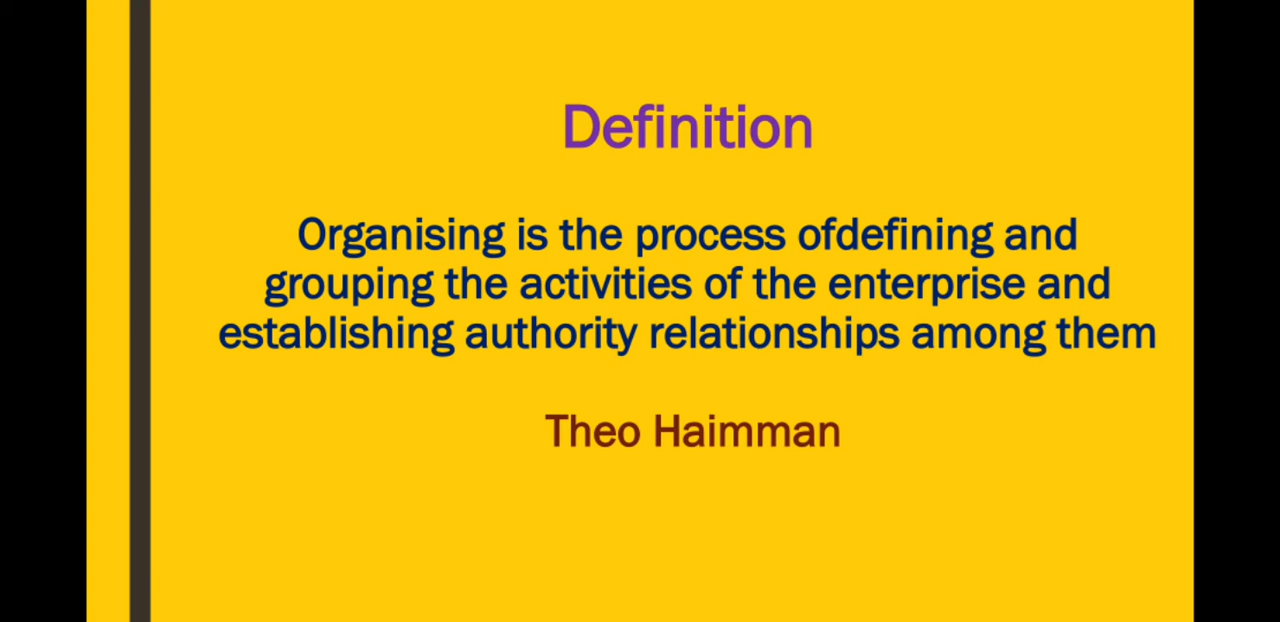 Definition
Organising is the process ofdefining and
grouping the activities of the enterprise and
establishing authority relationships among them
Theo Haimman